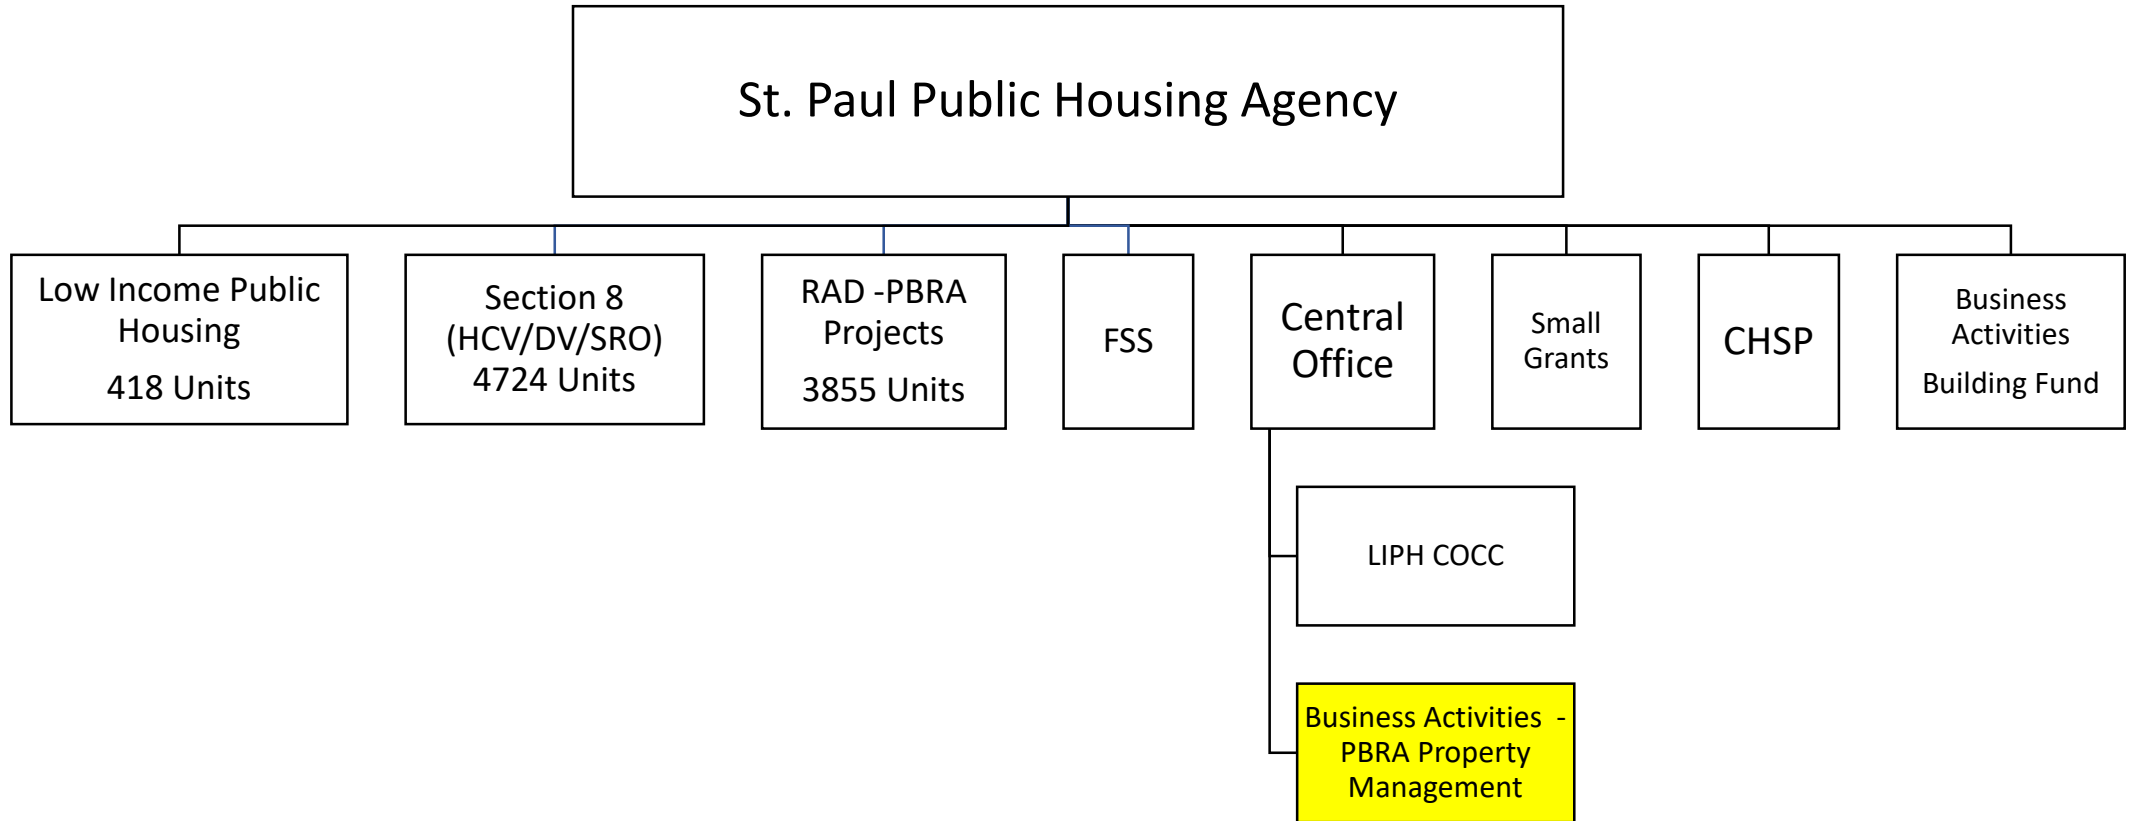 St. Paul Public Housing Agency
Low Income Public
Housing
418 Units
Section 8
(HCV/DV/SRO)
4724 Units
RAD -PBRA
Projects
3855 Units
FSS
Central
Office
Small
Grants
CHSP
Business
Activities
Building Fund
LIPH COCC
Business Activities -
PBRA Property
Management